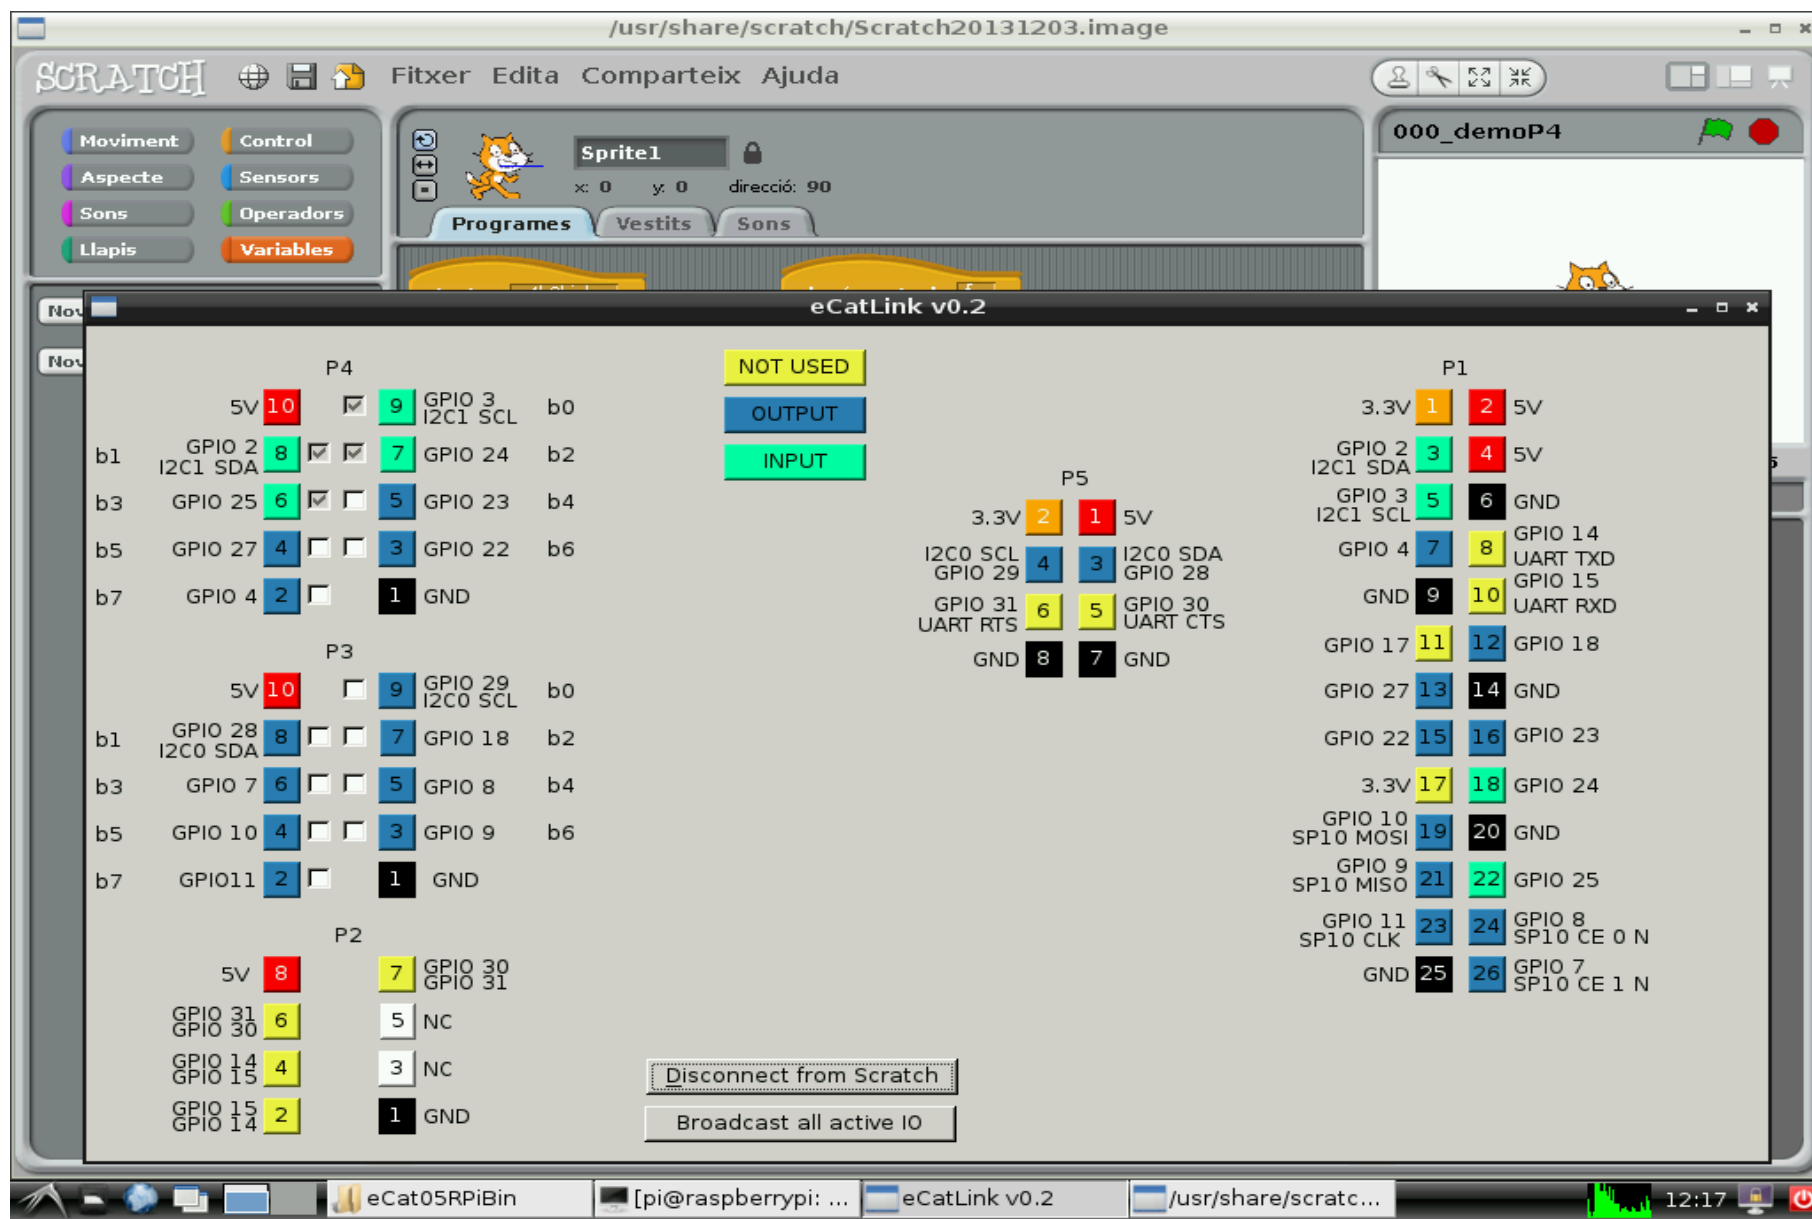 /usr/share/scratch/Scratch20131203.image
SCRATCH Fitxer Edita Comparteix Ajuda
Moviment Control
Aspecte Sensors
Sons Operadors
Llapis Variables
Sprite1
x: 0 y: 0 direcció: 90
Programes Vestits Sons
000_demoP4
Nov
Nov
eCatLink v0.2
NOT USED
OUTPUT
INPUT
P4
5V 10 9 GPIO 3 b0
I2C1 SCL
b1 GPIO 2 8 7 GPIO 24 b2
I2C1 SDA
b3 GPIO 25 6 5 GPIO 23 b4
b5 GPIO 27 4 3 GPIO 22 b6
b7 GPIO 4 2 1 GND
P3
5V 10 9 GPIO 29 b0
I2C0 SCL
b1 GPIO 28 8 7 GPIO 18 b2
I2C0 SDA
b3 GPIO 7 6 5 GPIO 8 b4
b5 GPIO 10 4 3 GPIO 9 b6
b7 GPIO11 2 1 GND
P2
5V 8 7 GPIO 30
GPIO 31
GPIO 31 6 5 NC
GPIO 30
GPIO 14 4 3 NC
GPIO 15
GPIO 15 2 1 GND
GPIO 14
P5
3.3V 2 1 5V
I2C0 SCL 4 3 I2C0 SDA
GPIO 29 GPIO 28
GPIO 31 6 5 GPIO 30
UART RTS UART CTS
GND 8 7 GND
P1
3.3V 1 2 5V
GPIO 2 3 4 5V
I2C1 SDA
GPIO 3 5 6 GND
I2C1 SCL
GPIO 4 7 8 GPIO 14
UART TXD
GND 9 10 GPIO 15
UART RXD
GPIO 17 11 12 GPIO 18
GPIO 27 13 14 GND
GPIO 22 15 16 GPIO 23
3.3V 17 18 GPIO 24
GPIO 10 19 20 GND
SP10 MOSI
GPIO 9 21 22 GPIO 25
SP10 MISO
GPIO 11 23 24 GPIO 8
SP10 CLK SP10 CE 0 N
GND 25 26 GPIO 7
SP10 CE 1 N
Disconnect from Scratch
Broadcast all active IO
eCat05RPiBin [pi@raspberrypi: ... eCatLink v0.2 /usr/share/scratc... 12:17